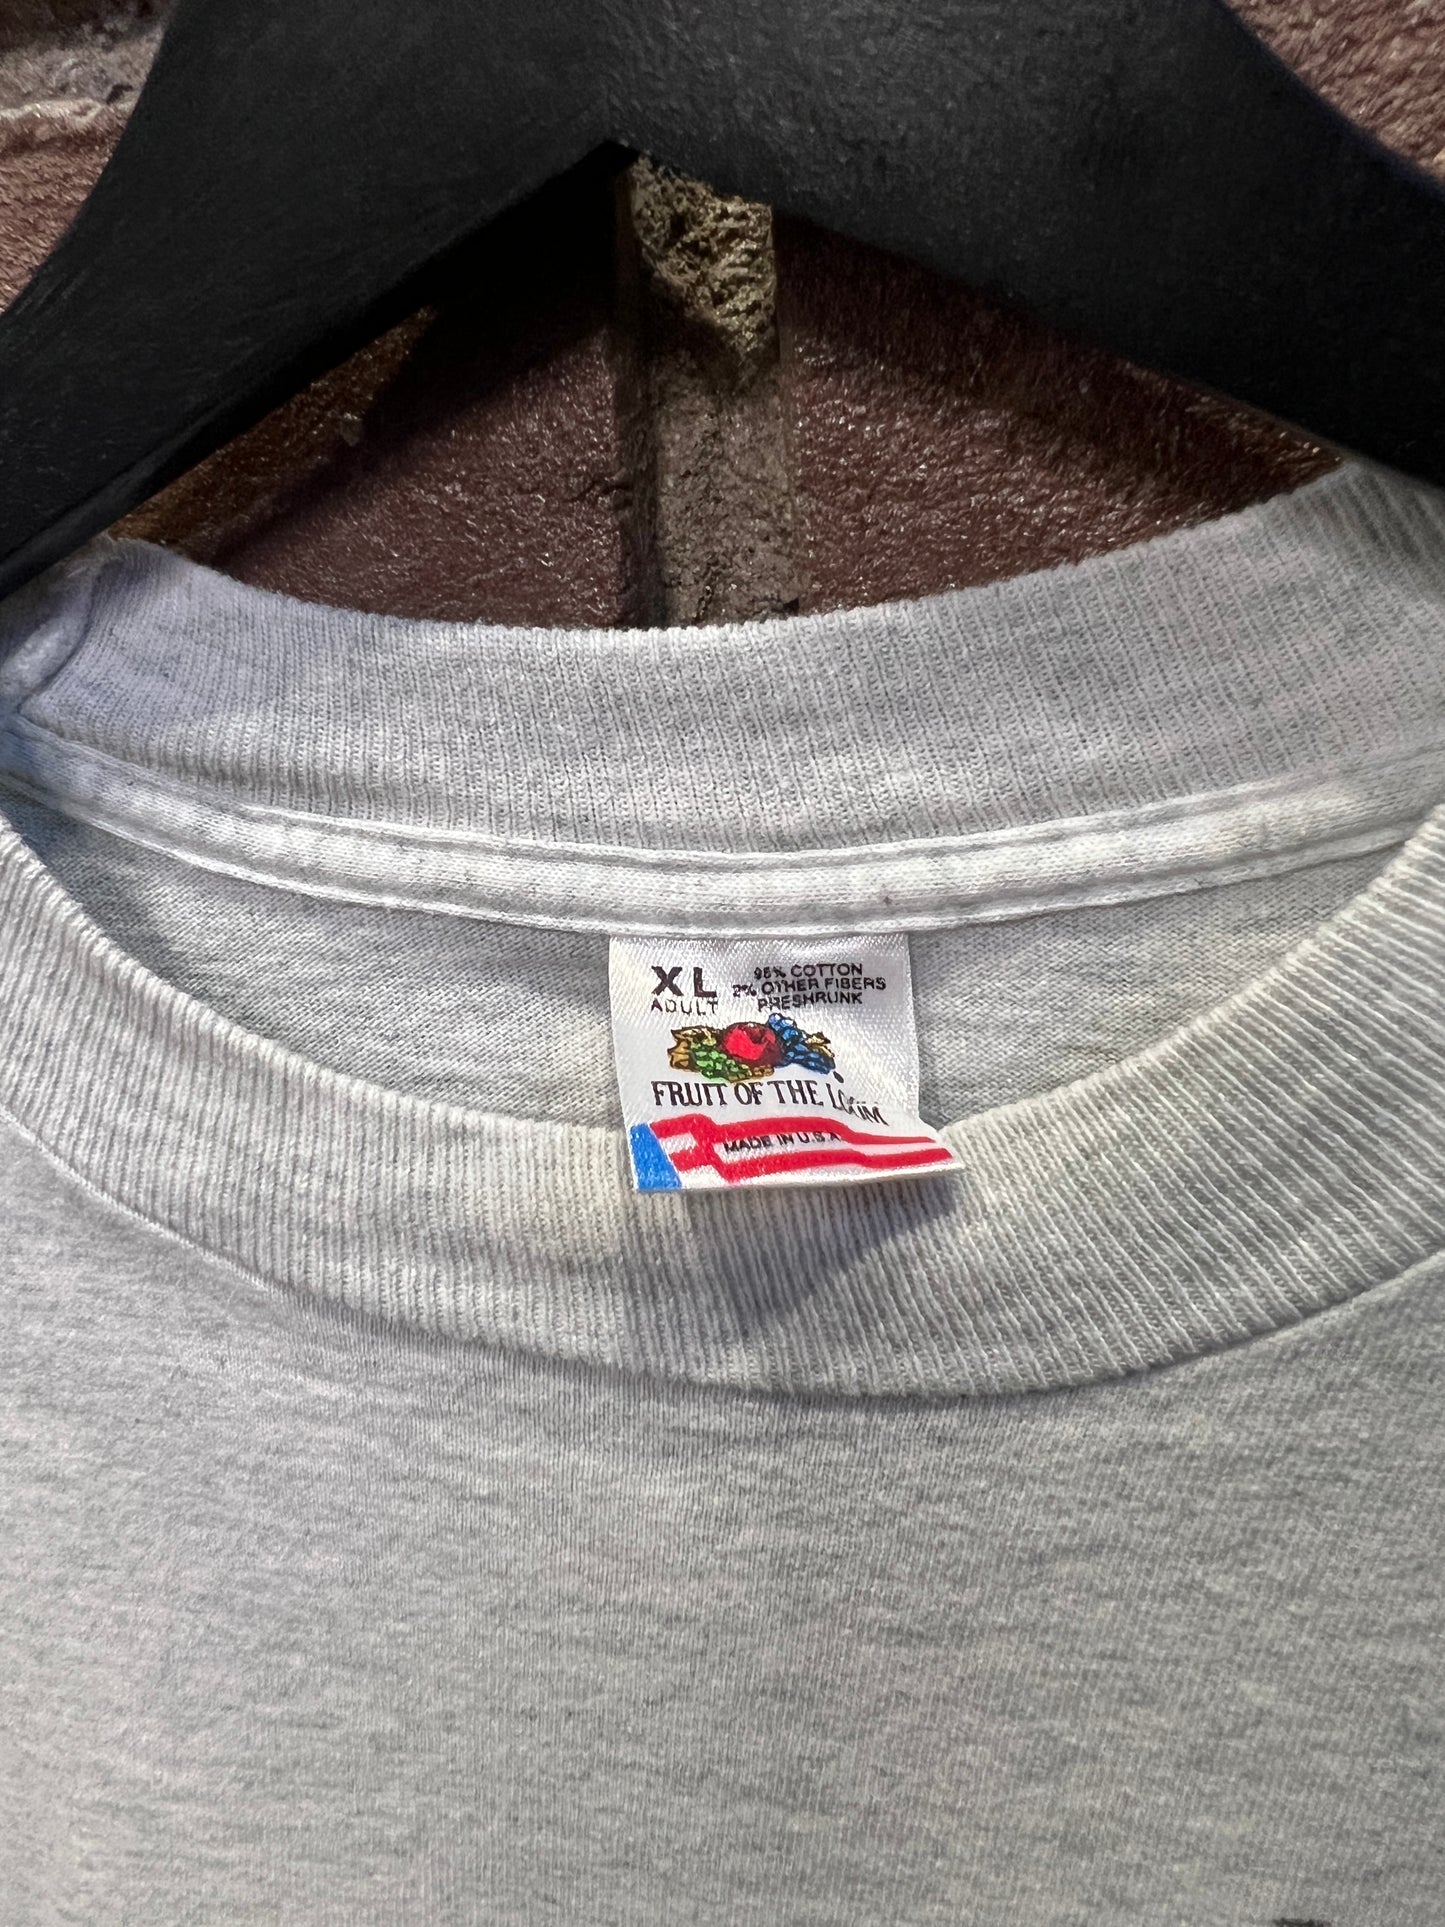 XL
ADULT
98% COTTON
2% OTHER FIBERS
PRESHRUNK
FRUIT OF THE LOOM
MADE IN U.S.A.